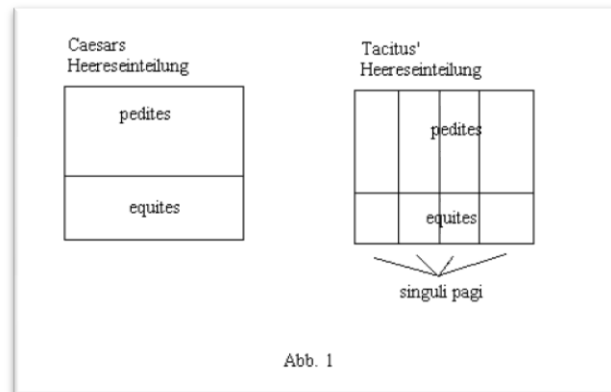 Caesars
Heereseinteilung
pedites
equites
Tacitus'
Heereseinteilung
pedites
equites
singuli pagi
Abb. 1